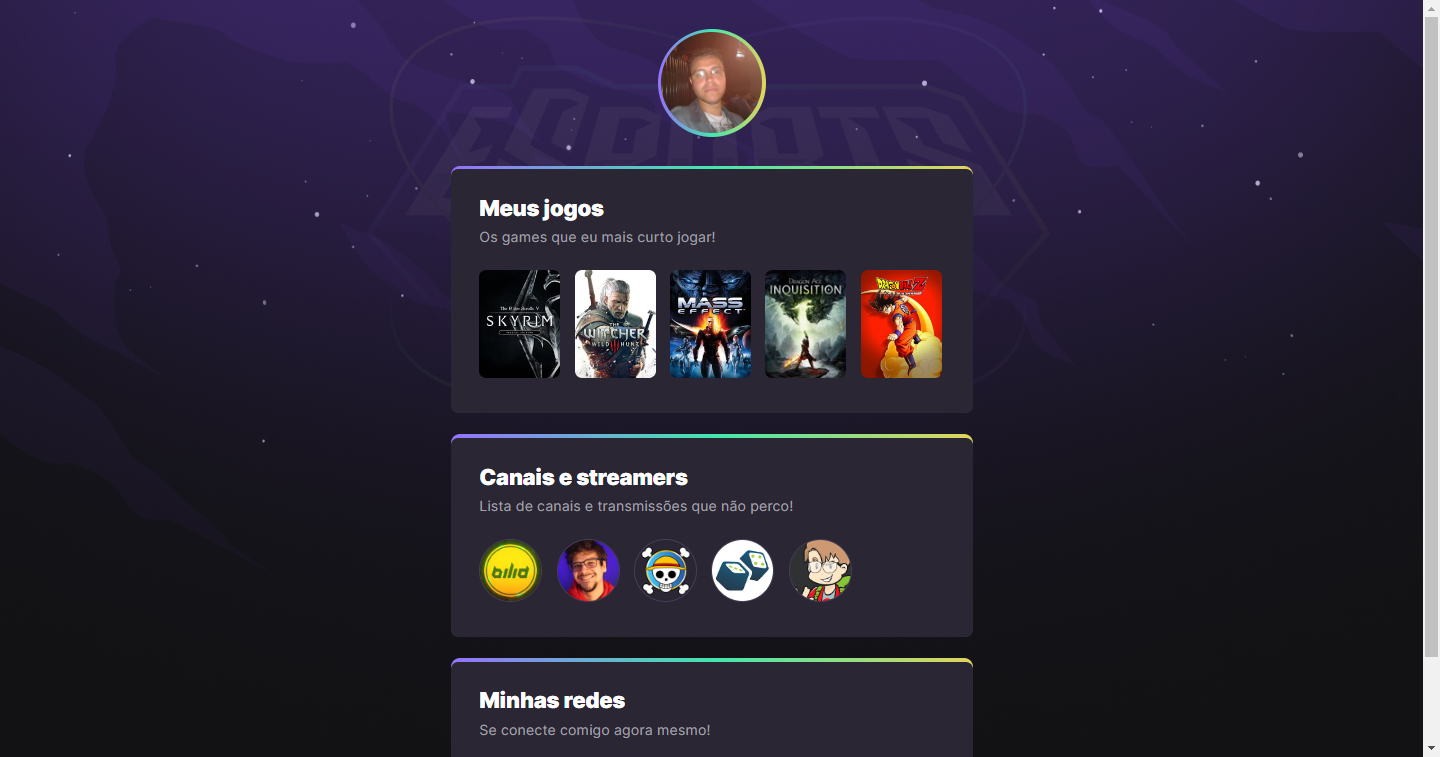 ESPORTS
Meus jogos
Os games que eu mais curto jogar!
The Elder Scrolls V
SKYRIM
THE
WITCHER
WILD HUNT
MASS
EFFECT
DRAGON AGE
INQUISITION
DRAGON BALL Z
Canais e streamers
Lista de canais e transmissões que não perco!
Minhas redes
Se conecte comigo agora mesmo!